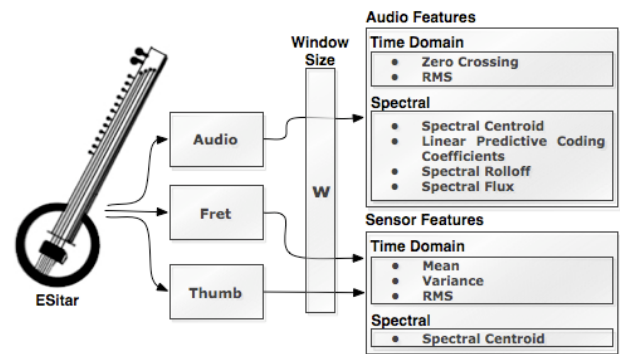 Audio Features
Window
Size
Time Domain
• Zero Crossing
• RMS
Spectral
• Spectral Centroid
• Linear Predictive Coding
Coefficients
• Spectral Rolloff
• Spectral Flux
Audio
W
Fret
Thumb
ESitar
Sensor Features
Time Domain
• Mean
• Variance
• RMS
Spectral
• Spectral Centroid